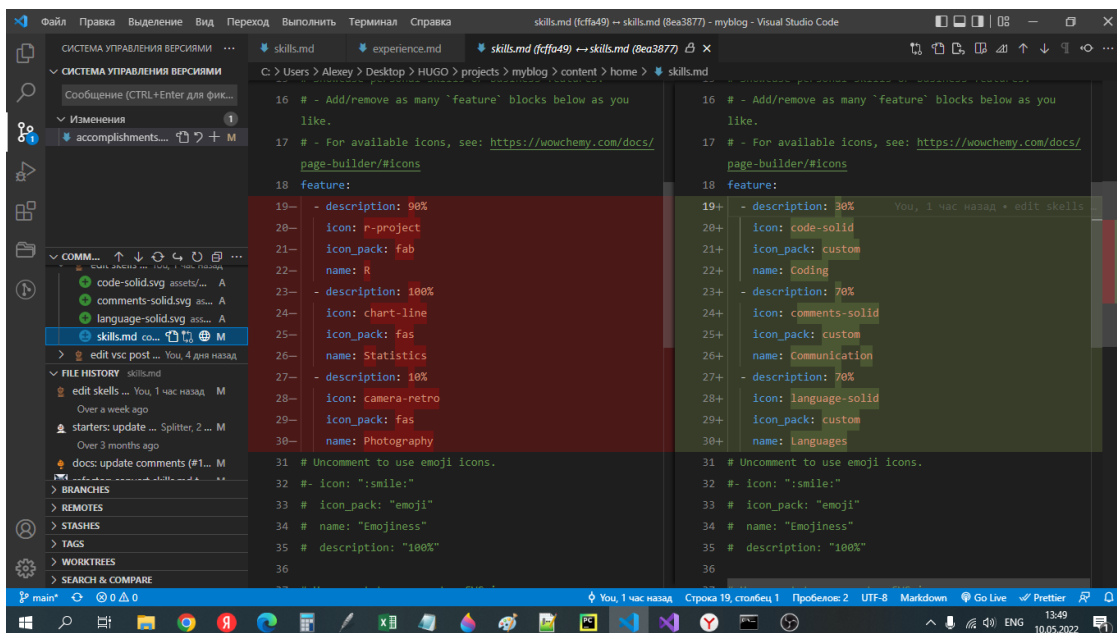 Файл Правка Выделение Вид Переход Выполнить Терминал Справка
skills.md (fcffa49) ↔ skills.md (8ea3877) - myblog - Visual Studio Code
СИСТЕМА УПРАВЛЕНИЯ ВЕРСИЯМИ ...
СИСТЕМА УПРАВЛЕНИЯ ВЕРСИЯМИ
Сообщение (CTRL+Enter для фик...
Изменения 1
accomplishments.... M
1
COMM... ...
edit skells ... You, 1 час назад
code-solid.svg assets/... A
comments-solid.svg as... A
language-solid.svg ass... A
skills.md co... M
edit vsc post ... You, 4 дня назад
FILE HISTORY skills.md
edit skells ... You, 1 час назад M
Over a week ago
starters: update ... Splitter, 2 ... M
Over 3 months ago
docs: update comments (#1... M
BRANCHES
REMOTES
STASHES
TAGS
WORKTREES
SEARCH & COMPARE
skills.md experience.md skills.md (fcffa49) ↔ skills.md (8ea3877)
C: > Users > Alexey > Desktop > HUGO > projects > myblog > content > home > skills.md
16 # - Add/remove as many `feature` blocks below as you
like.
17 # - For available icons, see: https://wowchemy.com/docs/
page-builder/#icons
18 feature:
19— - description: 90%
20— icon: r-project
21— icon_pack: fab
22— name: R
23— - description: 100%
24— icon: chart-line
25— icon_pack: fas
26— name: Statistics
27— - description: 10%
28— icon: camera-retro
29— icon_pack: fas
30— name: Photography
31 # Uncomment to use emoji icons.
32 #- icon: ":smile:"
33 # icon_pack: "emoji"
34 # name: "Emojiness"
35 # description: "100%"
36
16 # - Add/remove as many `feature` blocks below as you
like.
17 # - For available icons, see: https://wowchemy.com/docs/
page-builder/#icons
18 feature:
19+ - description: 30% You, 1 час назад • edit skells ...
20+ icon: code-solid
21+ icon_pack: custom
22+ name: Coding
23+ - description: 70%
24+ icon: comments-solid
25+ icon_pack: custom
26+ name: Communication
27+ - description: 70%
28+ icon: language-solid
29+ icon_pack: custom
30+ name: Languages
31 # Uncomment to use emoji icons.
32 #- icon: ":smile:"
33 # icon_pack: "emoji"
34 # name: "Emojiness"
35 # description: "100%"
36
main* 0 0 You, 1 час назад Строка 19, столбец 1 Пробелов: 2 UTF-8 Markdown Go Live Prettier
ENG 13:49
10.05.2022